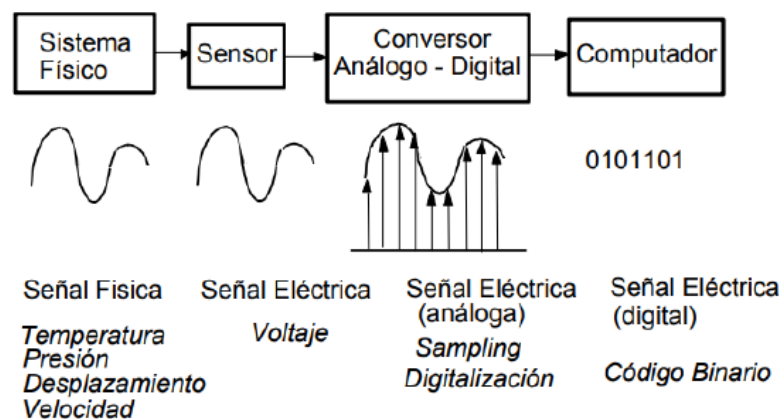 Sistema
Físico
Sensor
Conversor
Análogo - Digital
Computador
0101101
Señal Fisica
Temperatura
Presión
Desplazamiento
Velocidad
Señal Eléctrica
Voltaje
Señal Eléctrica
(análoga)
Sampling
Digitalización
Señal Eléctrica
(digital)
Código Binario